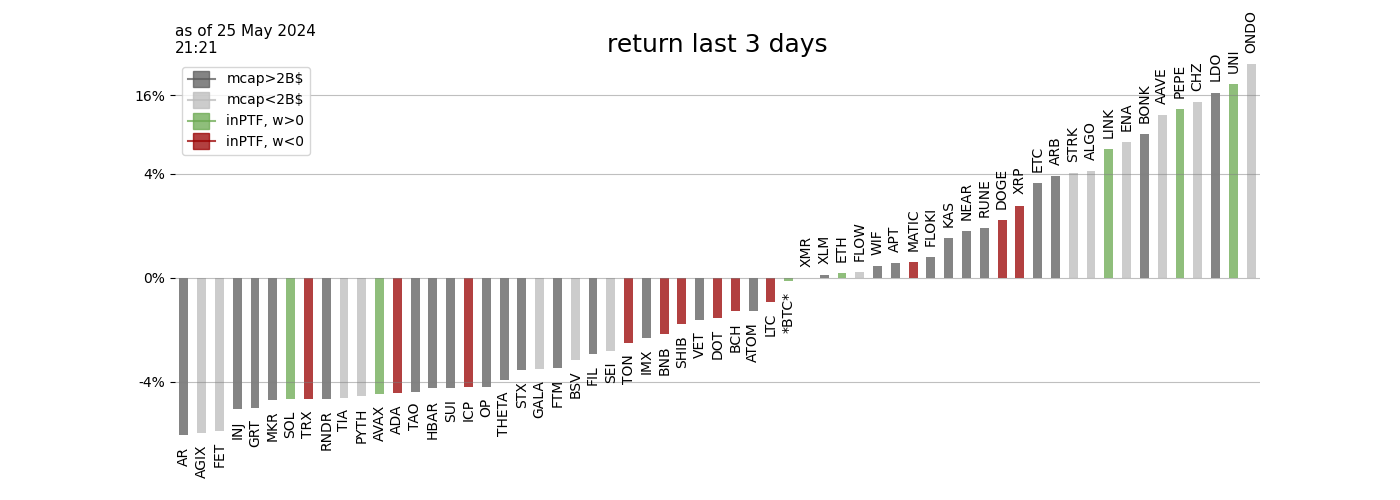 as of 25 May 2024
21:21
return last 3 days
mcap>2B$
mcap<2B$
inPTF, w>0
inPTF, w<0
16%
4%
0%
-4%
AR
AGIX
FET
INJ
GRT
MKR
SOL
TRX
RNDR
TIA
PYTH
AVAX
ADA
TAO
HBAR
SUI
ICP
OP
THETA
STX
GALA
FTM
BSV
FIL
SEI
TON
IMX
BNB
SHIB
VET
DOT
BCH
ATOM
LTC
*BTC*
XMR
XLM
ETH
FLOW
WIF
APT
MATIC
FLOKI
KAS
NEAR
RUNE
DOGE
XRP
ETC
ARB
STRK
ALGO
LINK
ENA
BONK
AAVE
PEPE
CHZ
LDO
UNI
ONDO